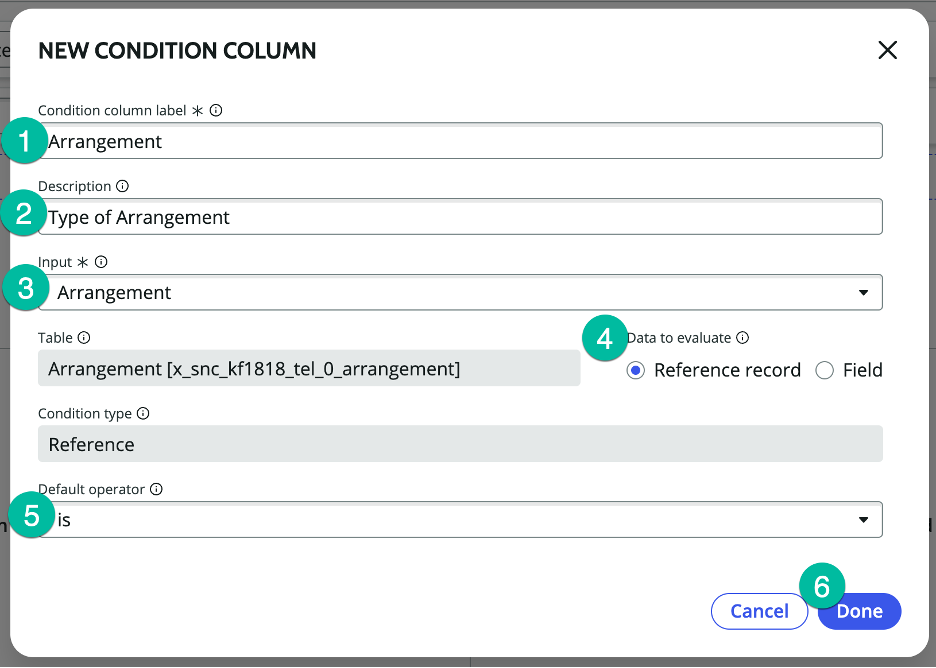 NEW CONDITION COLUMN
Condition column label *
1 Arrangement
Description
2 Type of Arrangement
Input *
3 Arrangement
Table
4 Data to evaluate
Arrangement [x_snc_kf1818_tel_0_arrangement]
Reference record Field
Condition type
Reference
Default operator
5 is
6
Cancel Done